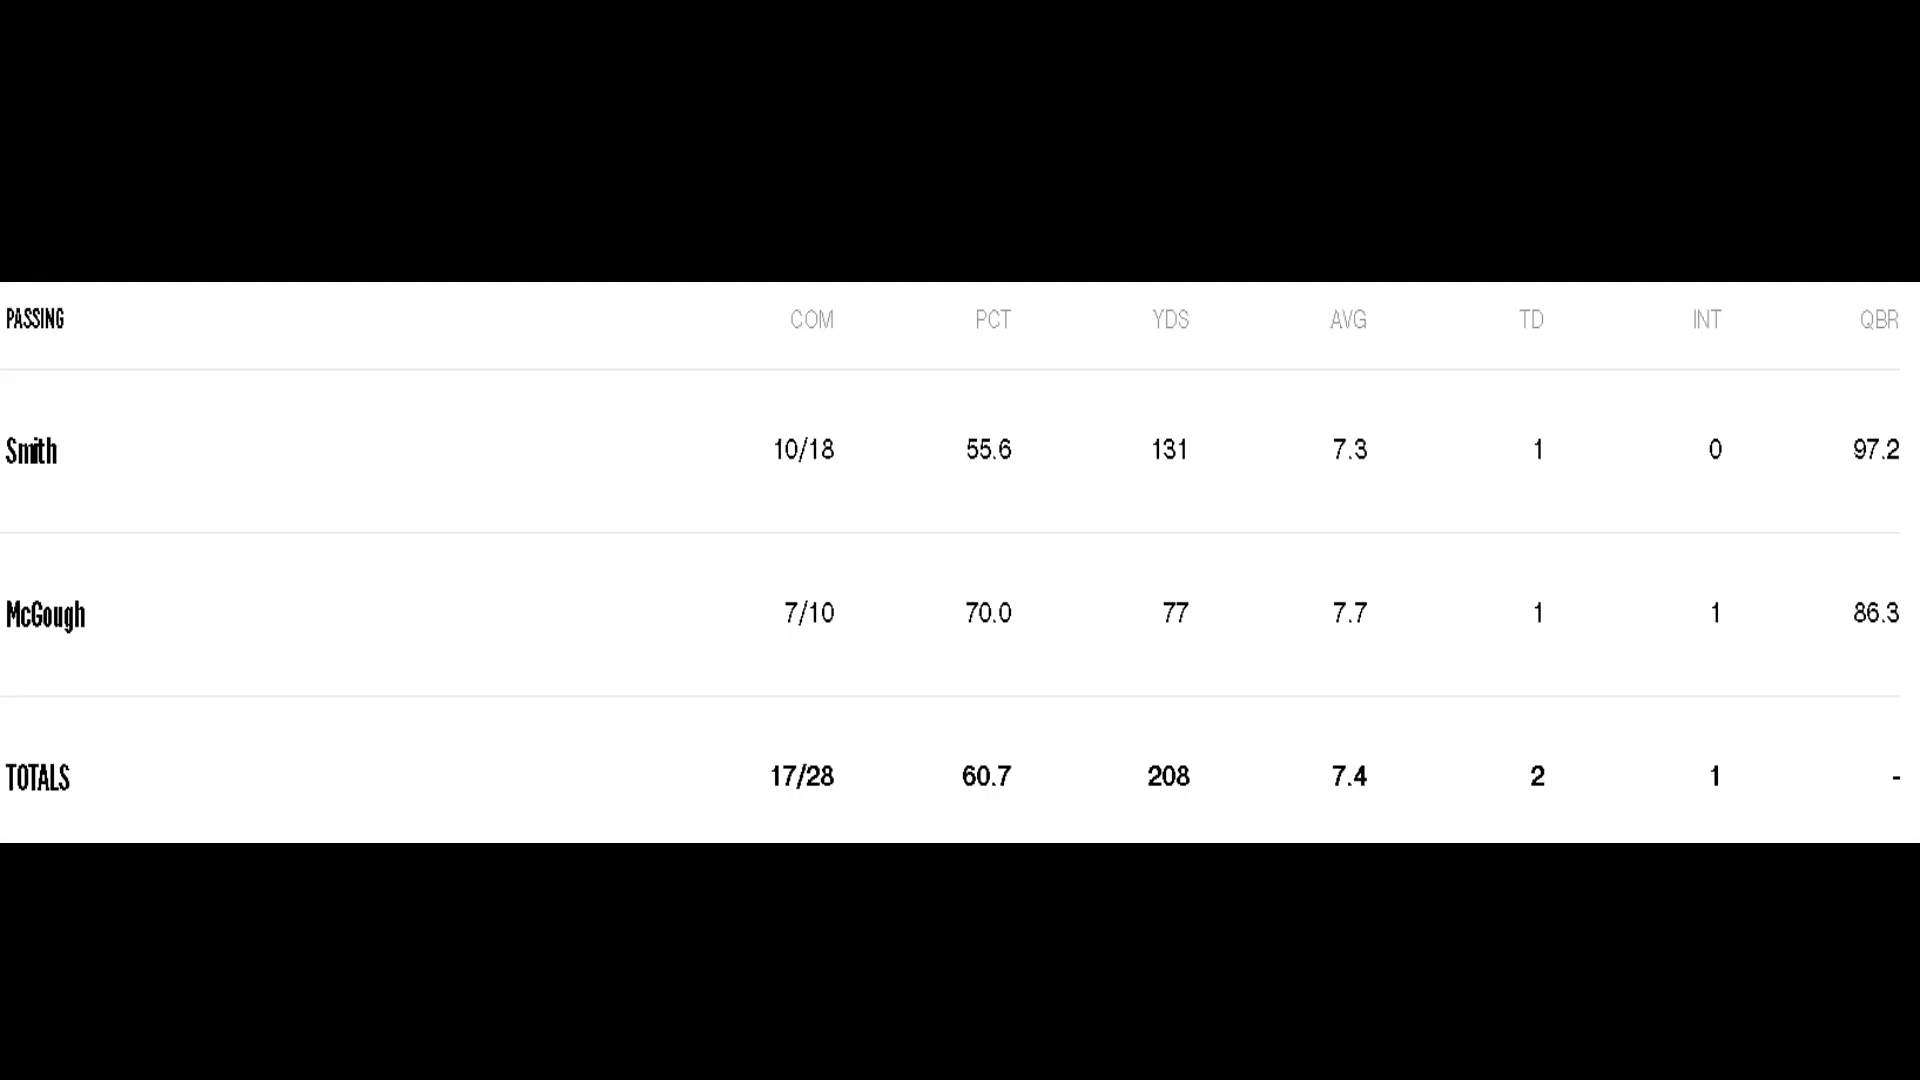 PASSING COM PCT YDS AVG TD INT QBR
Smith 10/18 55.6 131 7.3 1 0 97.2
McGough 7/10 70.0 77 7.7 1 1 86.3
TOTALS 17/28 60.7 208 7.4 2 1 -